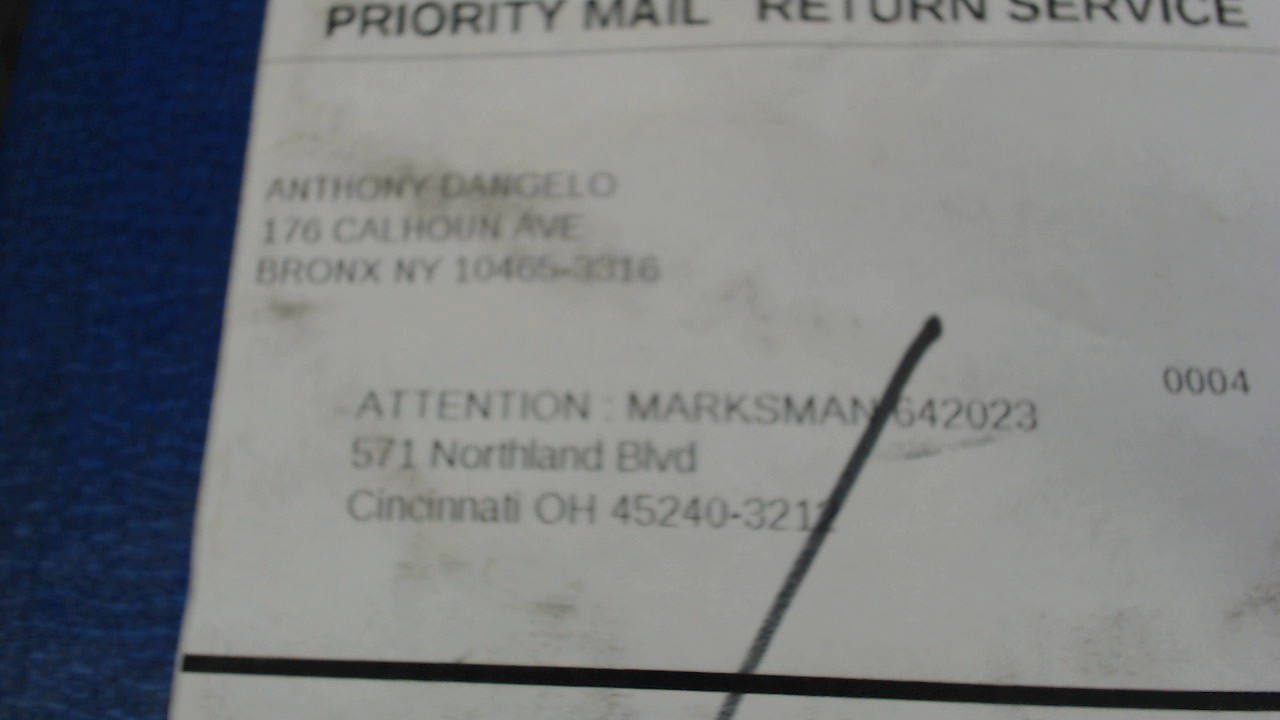 PRIORITY MAIL RETURN SERVICE
ANTHONY DANGELO
176 CALHOUN AVE
BRONX NY 10465-3316
0004
ATTENTION : MARKSMAN 642023
571 Northland Blvd
Cincinnati OH 45240-3212